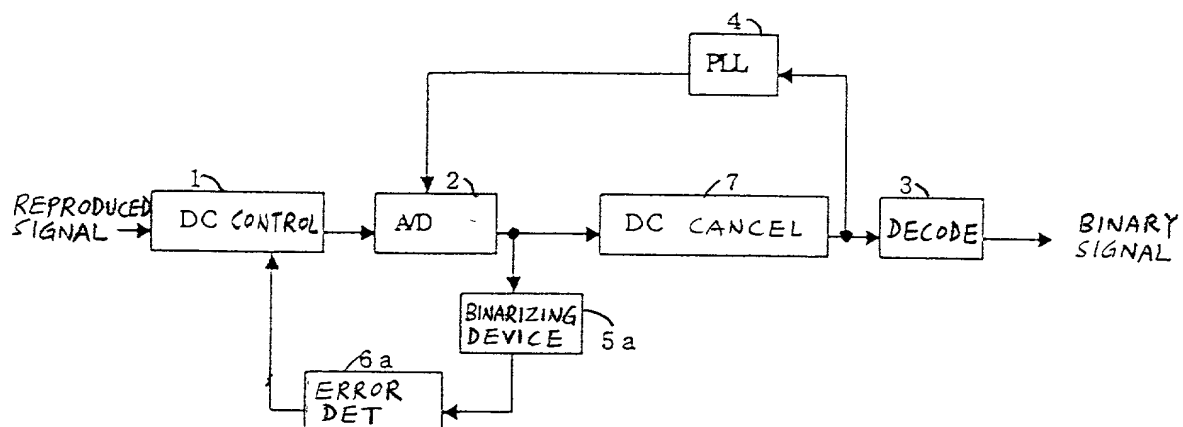 4
PLL
1
2
7
3
REPRODUCED
SIGNAL
DC CONTROL
A/D
DC CANCEL
DECODE
BINARY
SIGNAL
BINARIZING
DEVICE
5a
6a
ERROR
DET